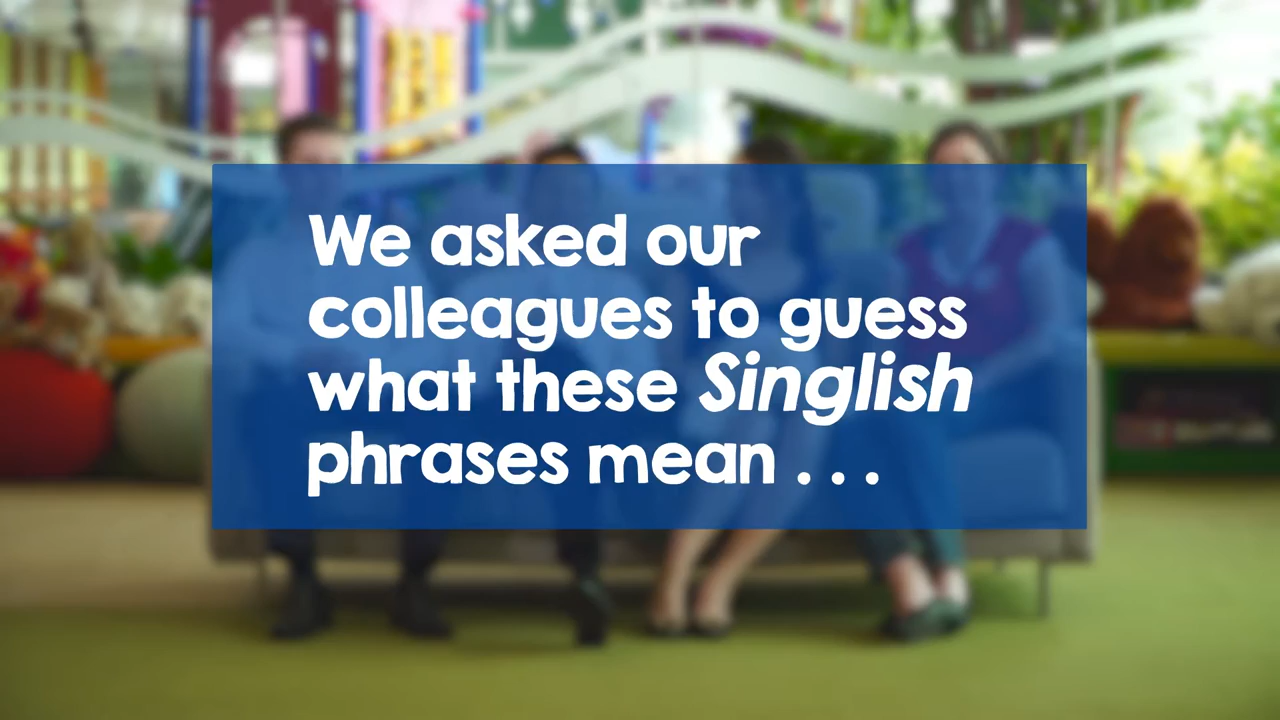 We asked our
colleagues to guess
what these Singlish
phrases mean . . .